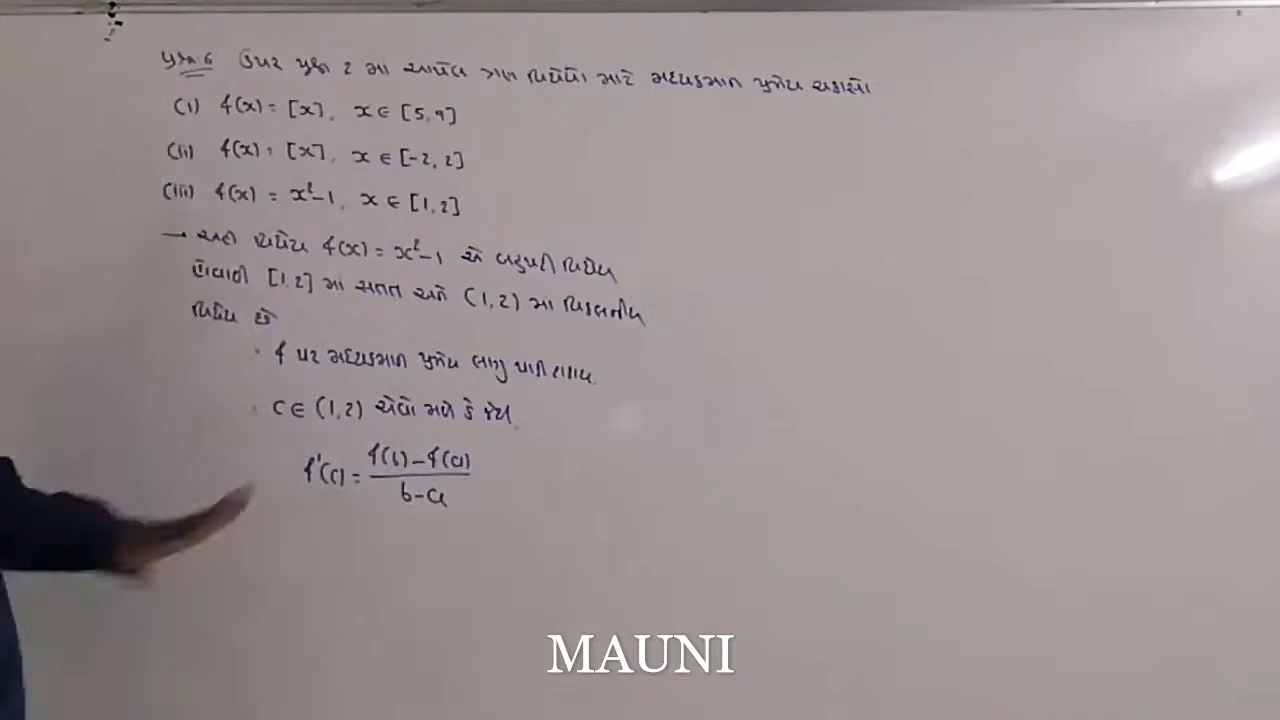 પ્રશ્ન 6 ઉપર પ્રશ્ન 2 માં આપેલ ત્રણ વિધેયો માટે મધ્યકમાન પ્રમેય ચકાસો
(i) f(x) = [x], x ∈ [5, 9]
(ii) f(x) = [x], x ∈ [-2, 2]
(iii) f(x) = x²-1, x ∈ [1, 2]
→ અહીં વિધેય f(x) = x²-1 એ બહુપદી વિધેય
હોવાથી [1, 2] માં સતત અને (1, 2) માં વિકલનીય
વિધેય છે
∴ f પર મધ્યકમાન પ્રમેય લાગુ પાડી શકાય.
∴ c ∈ (1, 2) એવો મળે કે જેથી
f'(c) = f(b) - f(a) / b - a
MAUNI